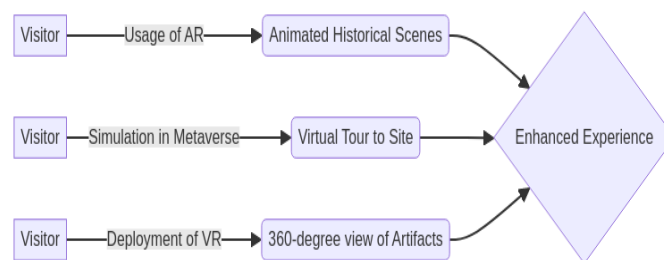 Visitor
Usage of AR
Animated Historical Scenes
Visitor
Simulation in Metaverse
Virtual Tour to Site
Enhanced Experience
Visitor
Deployment of VR
360-degree view of Artifacts